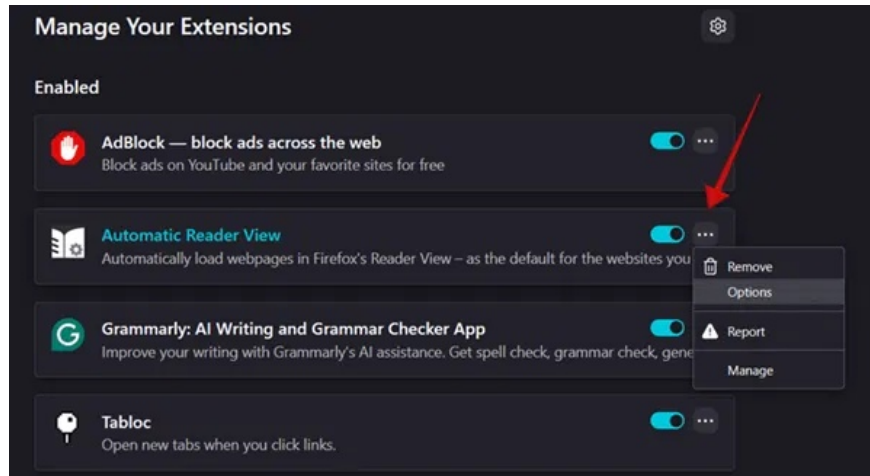 Manage Your Extensions
Enabled
AdBlock — block ads across the web
Block ads on YouTube and your favorite sites for free
Automatic Reader View
Automatically load webpages in Firefox's Reader View – as the default for the websites you
Remove
Options
Grammarly: AI Writing and Grammar Checker App
Improve your writing with Grammarly's AI assistance. Get spell check, grammar check, gene
Report
Manage
Tabloc
Open new tabs when you click links.